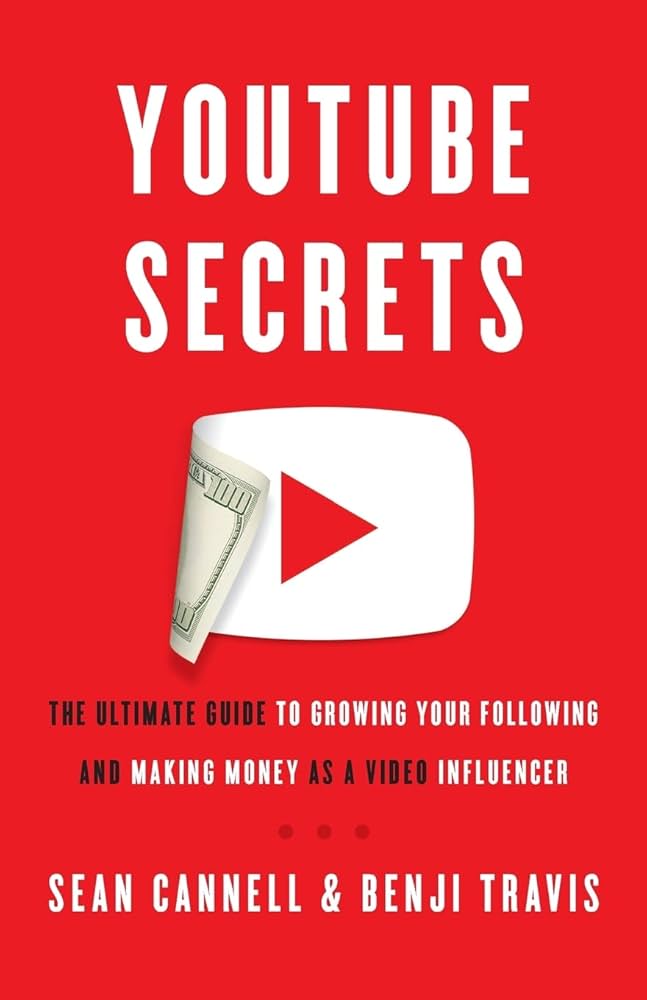 YOUTUBE
SECRETS
100
THE ULTIMATE GUIDE TO GROWING YOUR FOLLOWING
AND MAKING MONEY AS A VIDEO INFLUENCER
SEAN CANNELL & BENJI TRAVIS